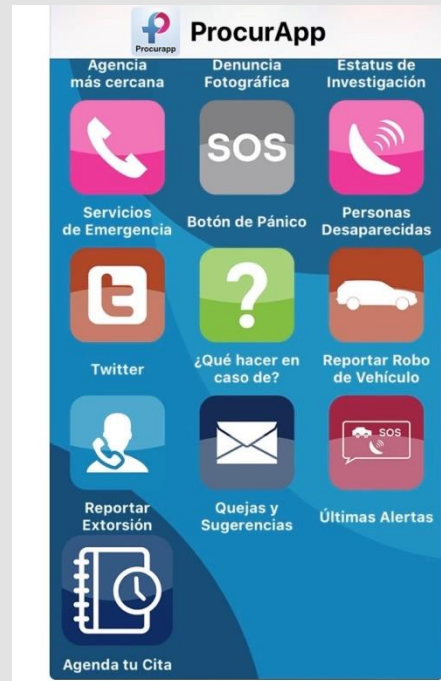 Procurapp
ProcurApp
Agencia
más cercana
Denuncia
Fotográfica
Estatus de
Investigación
SOS
Servicios
de Emergencia
Botón de Pánico
Personas
Desaparecidas
Twitter
?
¿Qué hacer en
caso de?
Reportar Robo
de Vehículo
SOS
Reportar
Extorsión
Quejas y
Sugerencias
Últimas Alertas
Agenda tu Cita